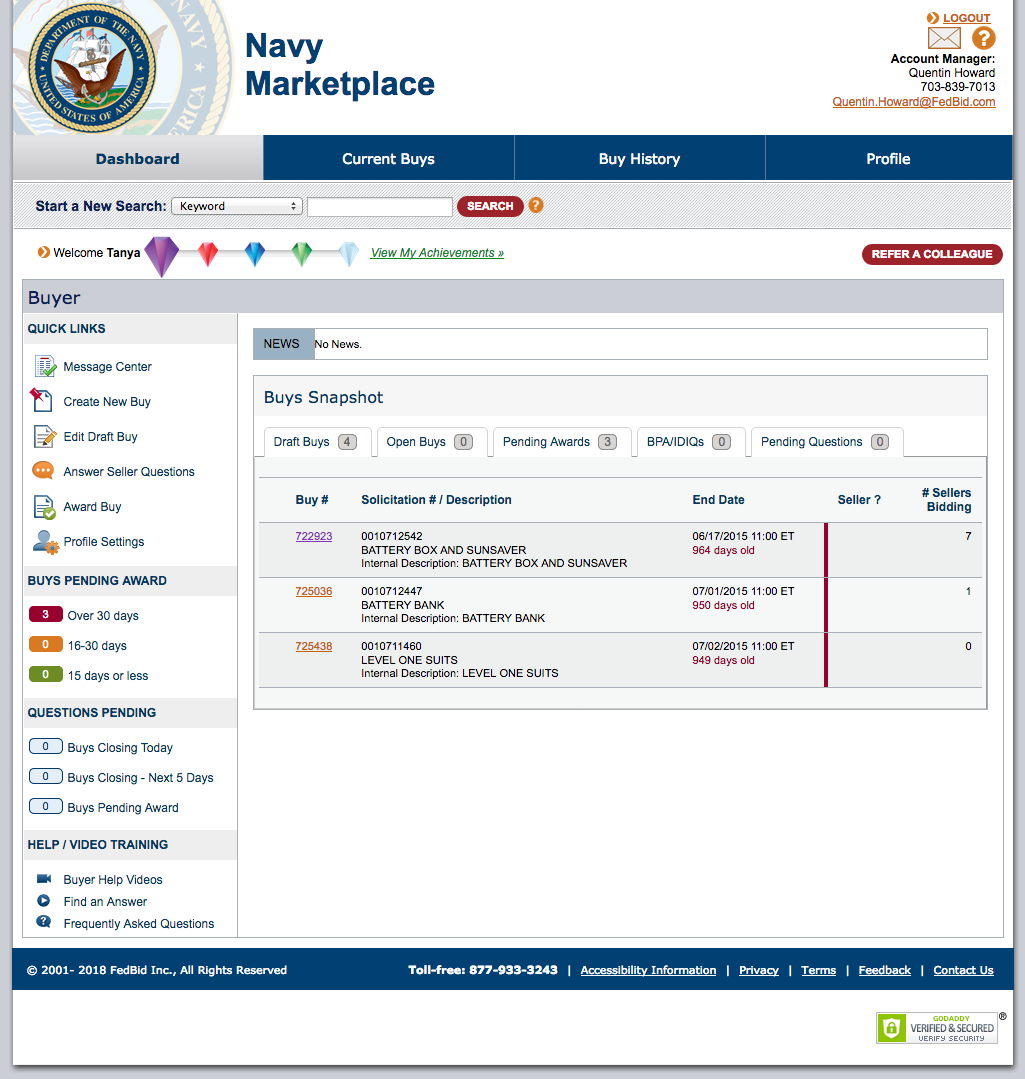 DEPARTMENT OF THE NAVY
UNITED STATES OF AMERICA
Navy
Marketplace
LOGOUT
?
Account Manager:
Quentin Howard
703-839-7013
Quentin.Howard@FedBid.com
Dashboard Current Buys Buy History Profile
Start a New Search: Keyword SEARCH ?
Welcome Tanya View My Achievements » REFER A COLLEAGUE
Buyer
QUICK LINKS
Message Center
Create New Buy
Edit Draft Buy
Answer Seller Questions
Award Buy
Profile Settings
BUYS PENDING AWARD
3 Over 30 days
0 16-30 days
0 15 days or less
QUESTIONS PENDING
0 Buys Closing Today
0 Buys Closing - Next 5 Days
0 Buys Pending Award
HELP / VIDEO TRAINING
Buyer Help Videos
Find an Answer
? Frequently Asked Questions
NEWS No News.
Buys Snapshot
Draft Buys 4 Open Buys 0 Pending Awards 3 BPA/IDIQs 0 Pending Questions 0
Buy # Solicitation # / Description End Date Seller ? # Sellers
Bidding
722923 0010712542 06/17/2015 11:00 ET 7
BATTERY BOX AND SUNSAVER 964 days old
Internal Description: BATTERY BOX AND SUNSAVER
725036 0010712447 07/01/2015 11:00 ET 1
BATTERY BANK 950 days old
Internal Description: BATTERY BANK
725438 0010711460 07/02/2015 11:00 ET 0
LEVEL ONE SUITS 949 days old
Internal Description: LEVEL ONE SUITS
© 2001- 2018 FedBid Inc., All Rights Reserved Toll-free: 877-933-3243 | Accessibility Information | Privacy | Terms | Feedback | Contact Us
GODADDY
VERIFIED & SECURED
VERIFY SECURITY
®